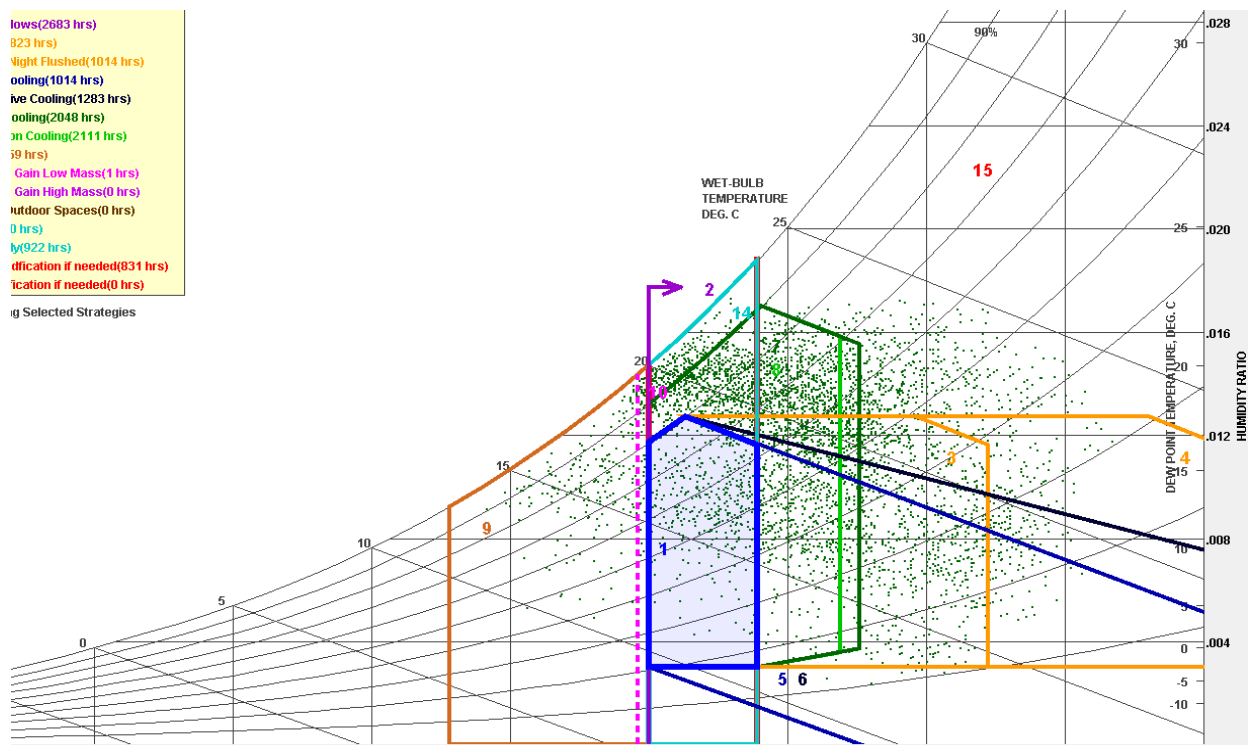 lows(2683 hrs)
823 hrs)
Night Flushed(1014 hrs)
ooling(1014 hrs)
ive Cooling(1283 hrs)
ooling(2048 hrs)
on Cooling(2111 hrs)
59 hrs)
Gain Low Mass(1 hrs)
Gain High Mass(0 hrs)
Outdoor Spaces(0 hrs)
0 hrs)
ly(922 hrs)
dfication if needed(831 hrs)
fication if needed(0 hrs)
ng Selected Strategies
WET-BULB
TEMPERATURE
DEG. C
0
5
10
15
20
25
30
90%
1
2
3
4
5
6
7
8
9
10
14
15
DEW POINT TEMPERATURE, DEG. C
30
25
20
15
10
5
0
-5
-10
.028
.024
.020
.016
.012
.008
.004
HUMIDITY RATIO